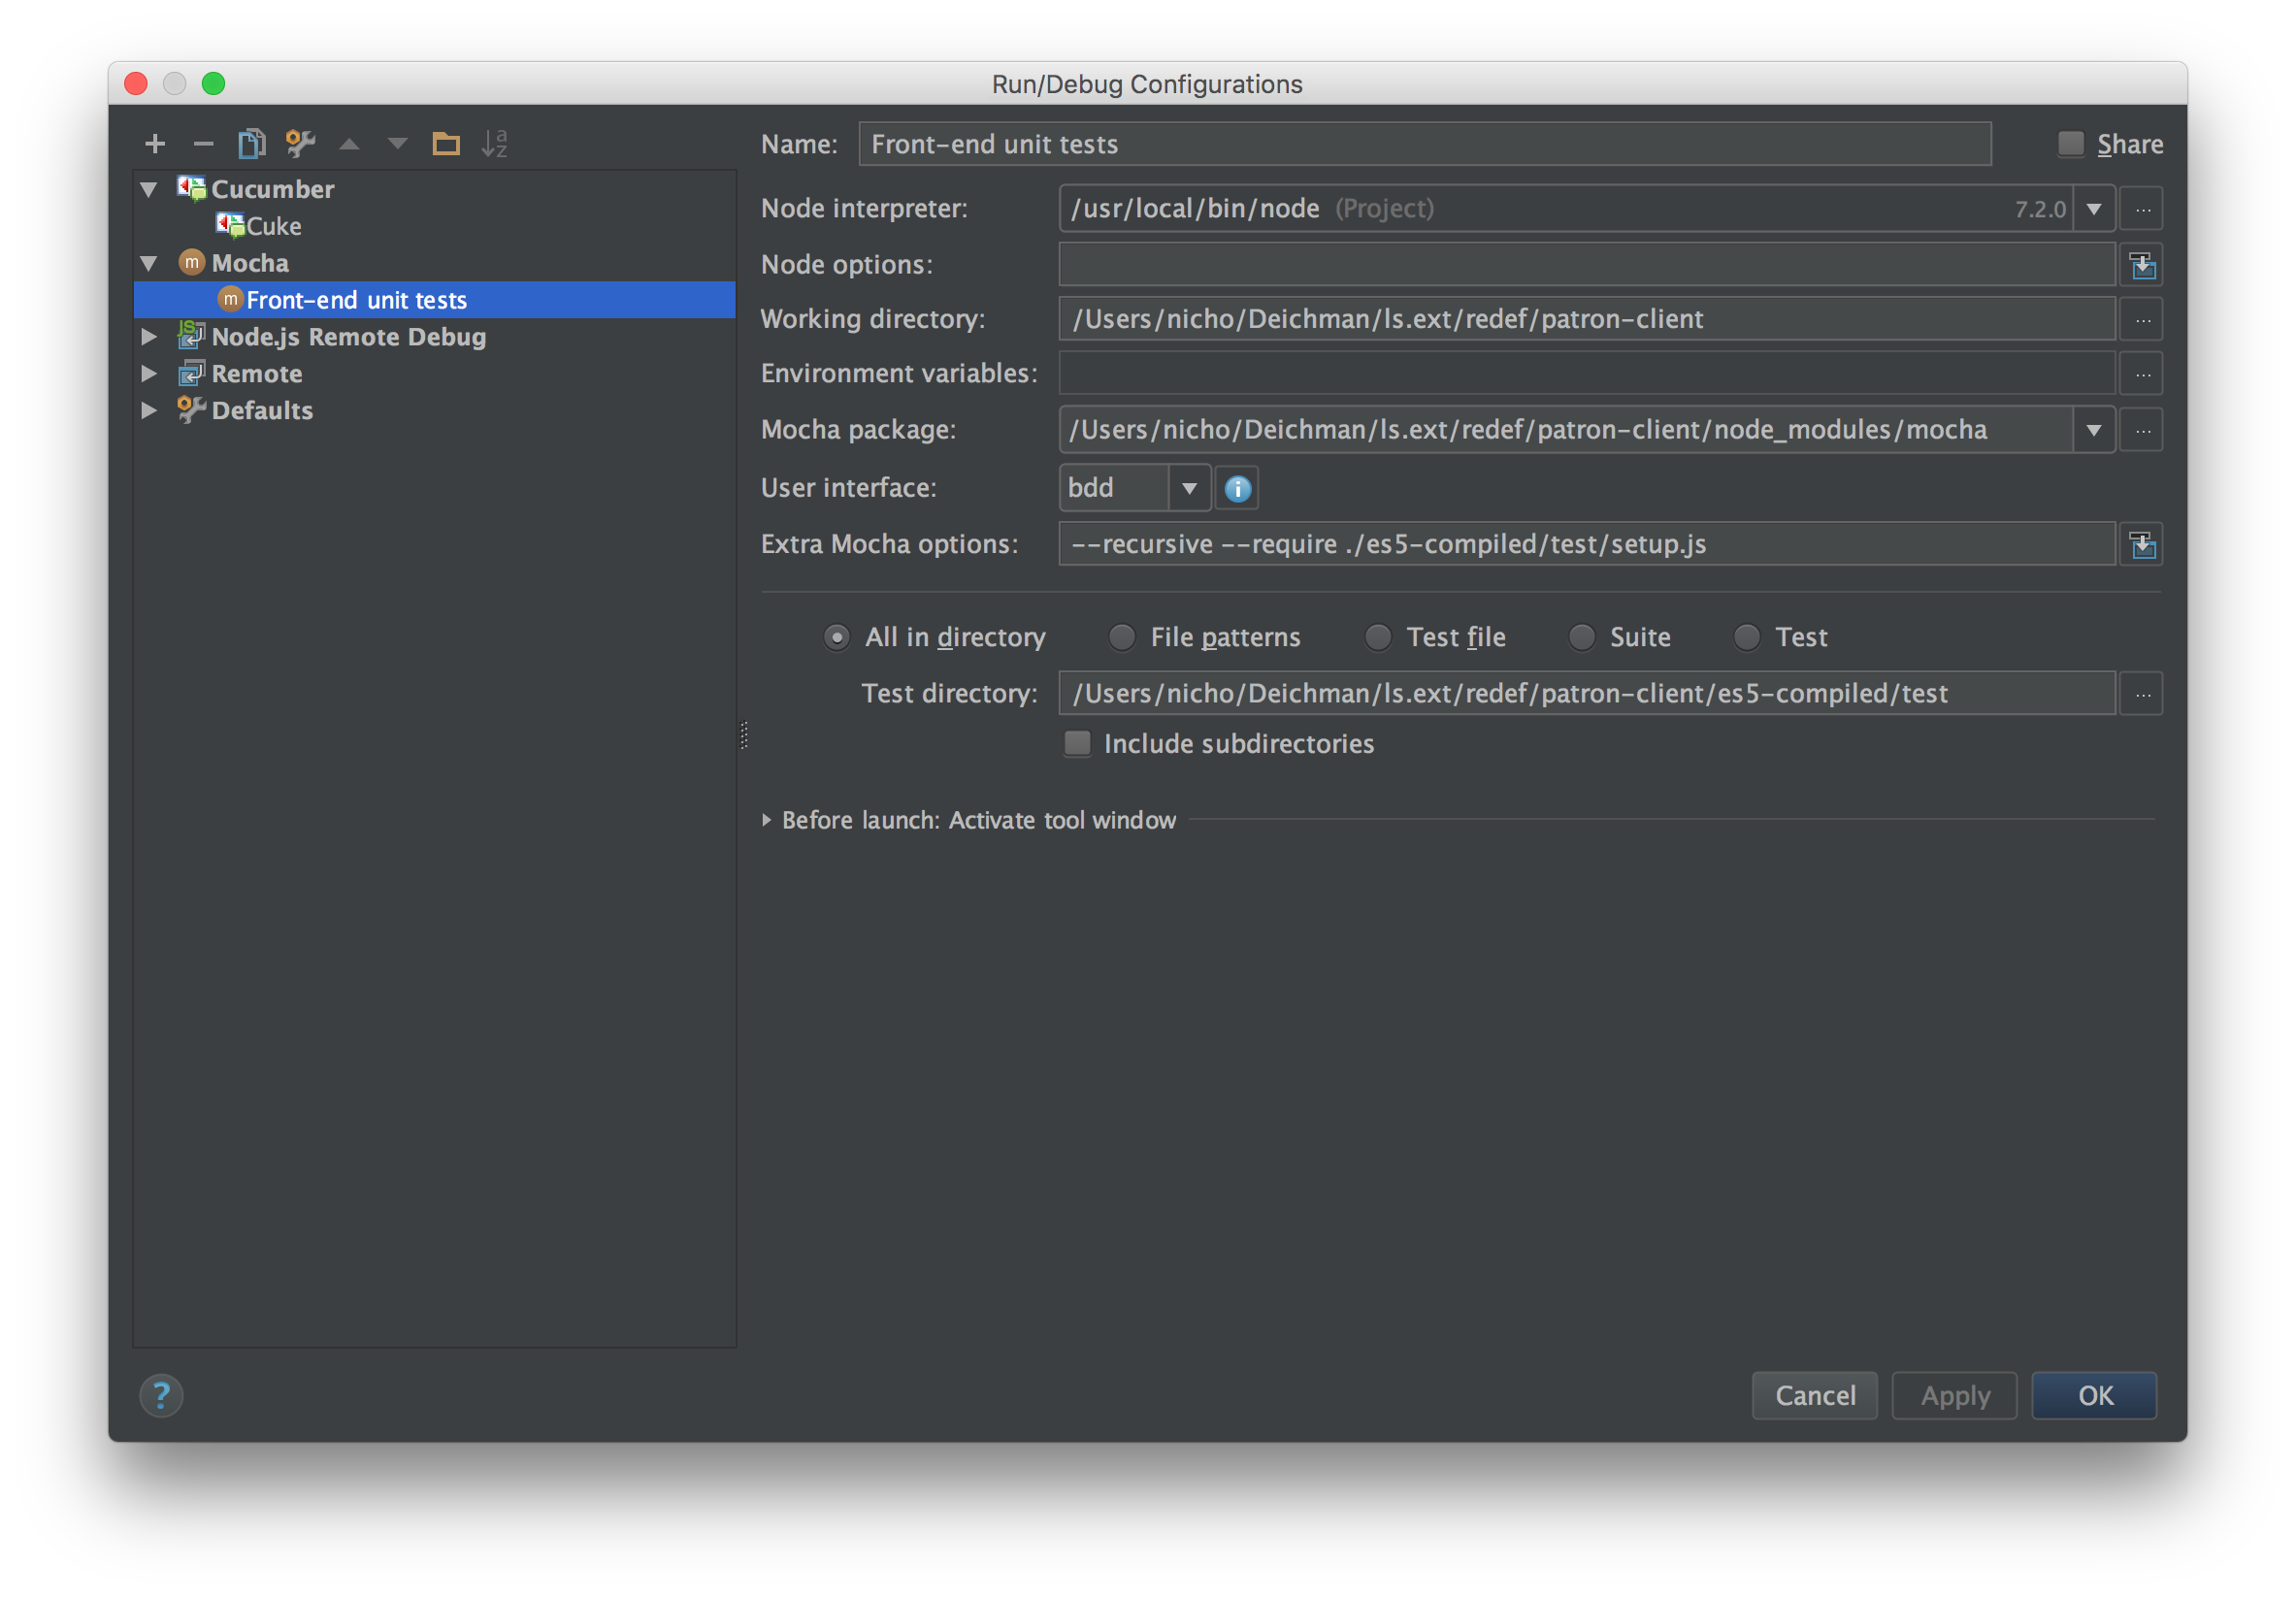 Run/Debug Configurations
Cucumber
Cuke
m Mocha
m Front-end unit tests
JS Node.js Remote Debug
Remote
Defaults
Name: Front-end unit tests Share
Node interpreter: /usr/local/bin/node (Project) 7.2.0 ...
Node options:
Working directory: /Users/nicho/Deichman/ls.ext/redef/patron-client ...
Environment variables: ...
Mocha package: /Users/nicho/Deichman/ls.ext/redef/patron-client/node_modules/mocha ...
User interface: bdd i
Extra Mocha options: --recursive --require ./es5-compiled/test/setup.js
All in directory File patterns Test file Suite Test
Test directory: /Users/nicho/Deichman/ls.ext/redef/patron-client/es5-compiled/test ...
Include subdirectories
Before launch: Activate tool window
? Cancel Apply OK